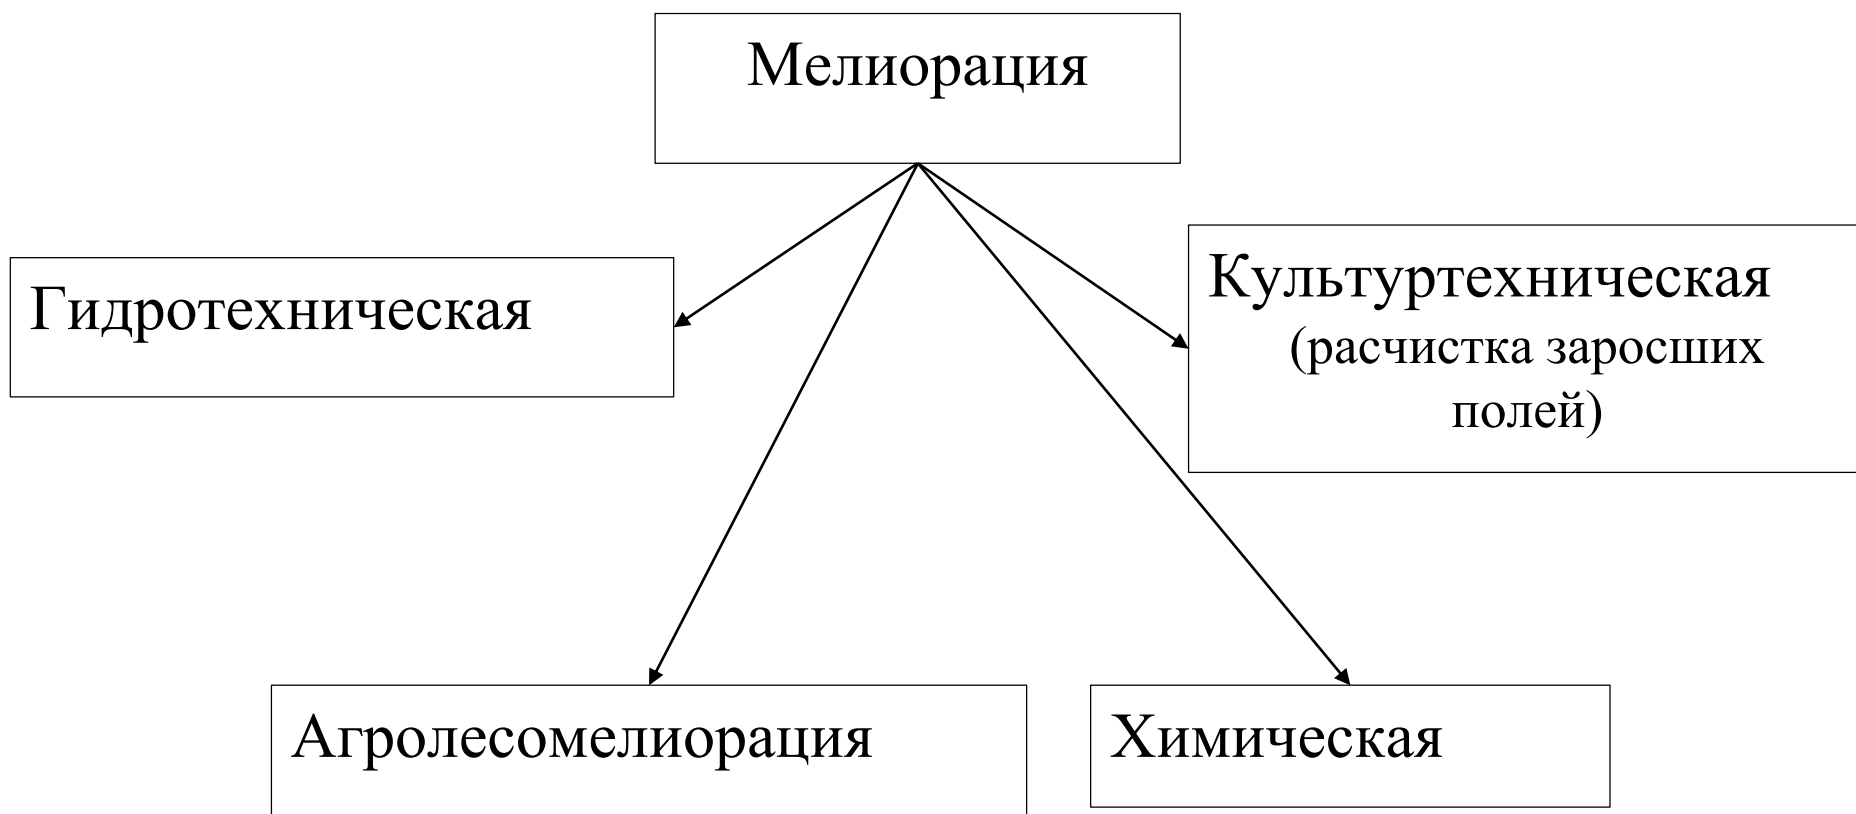 Мелиорация
Гидротехническая
Культуртехническая
(расчистка заросших
полей)
Агролесомелиорация
Химическая